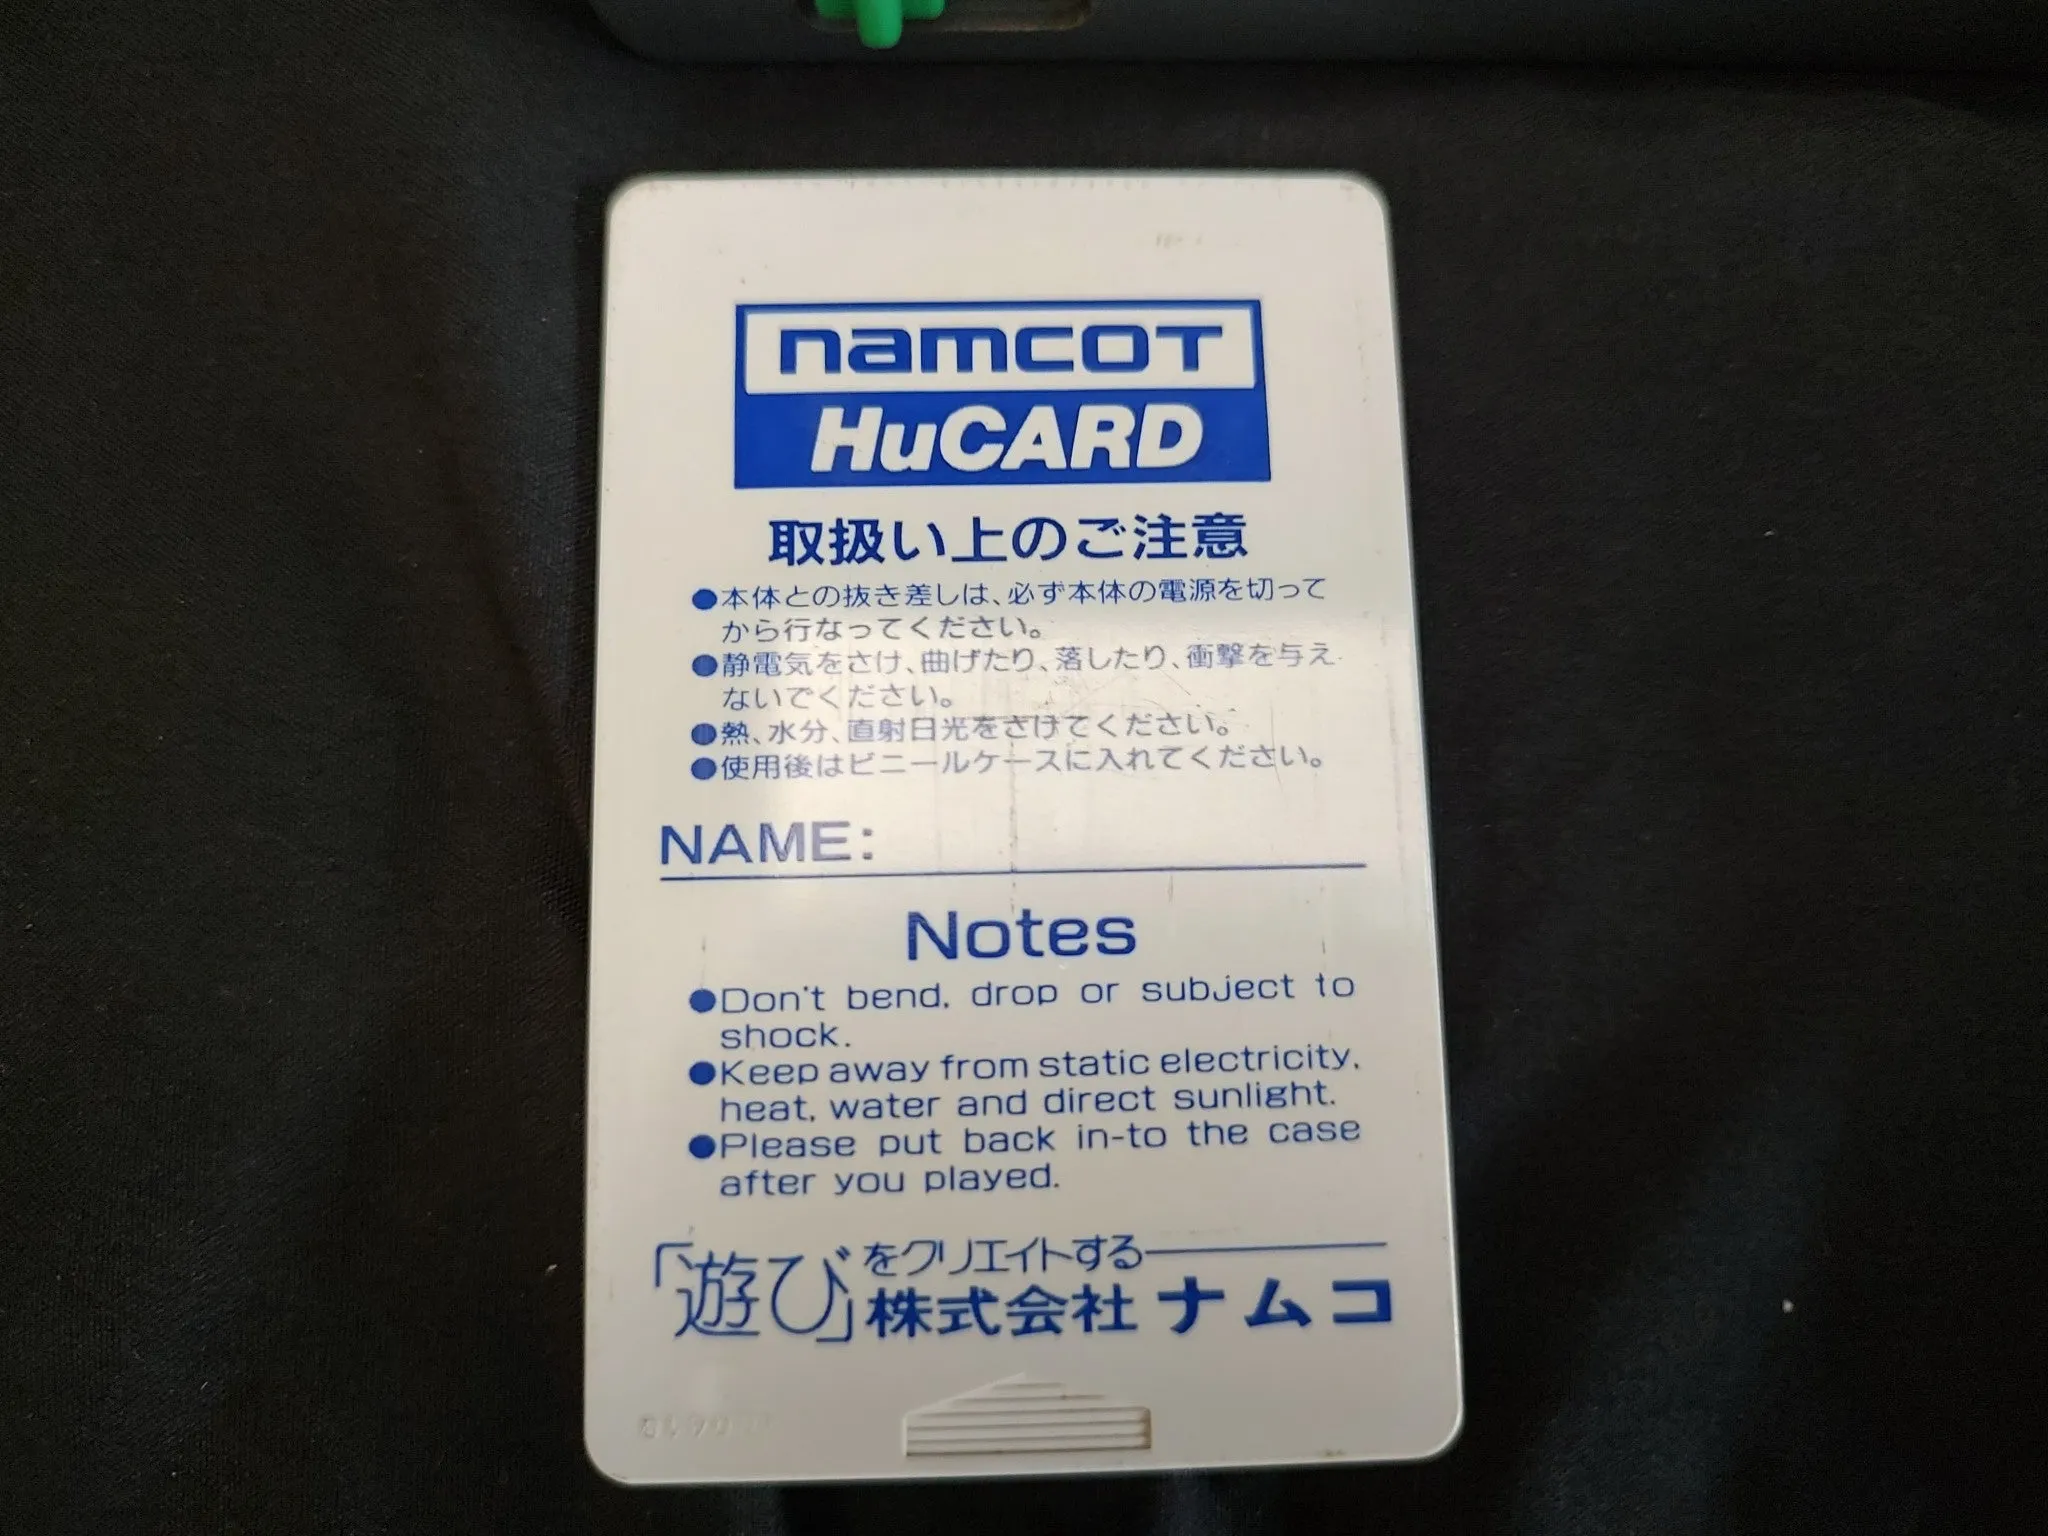 namcoT
HuCARD
取扱い上のご注意
●本体との抜き差しは、必ず本体の電源を切って
から行なってください。
●静電気をさけ、曲げたり、落したり、衝撃を与え
ないでください。
●熱、水分、直射日光をさけてください。
●使用後はビニールケースに入れてください。
NAME:
Notes
●Don't bend, drop or subject to
shock.
●Keep away from static electricity,
heat, water and direct sunlight.
●Please put back in-to the case
after you played.
「遊び」をクリエイトする
株式会社ナムコ